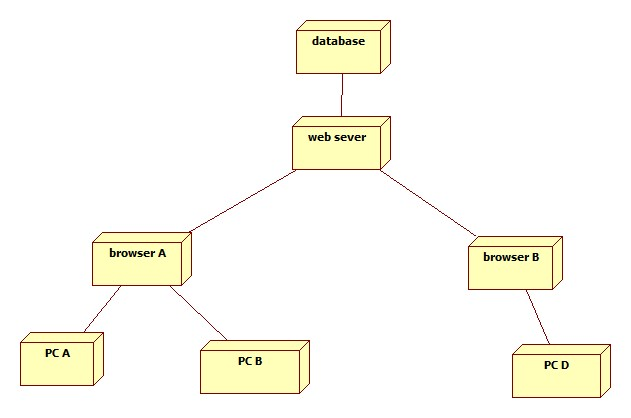 database
web sever
browser A
browser B
PC A
PC B
PC D